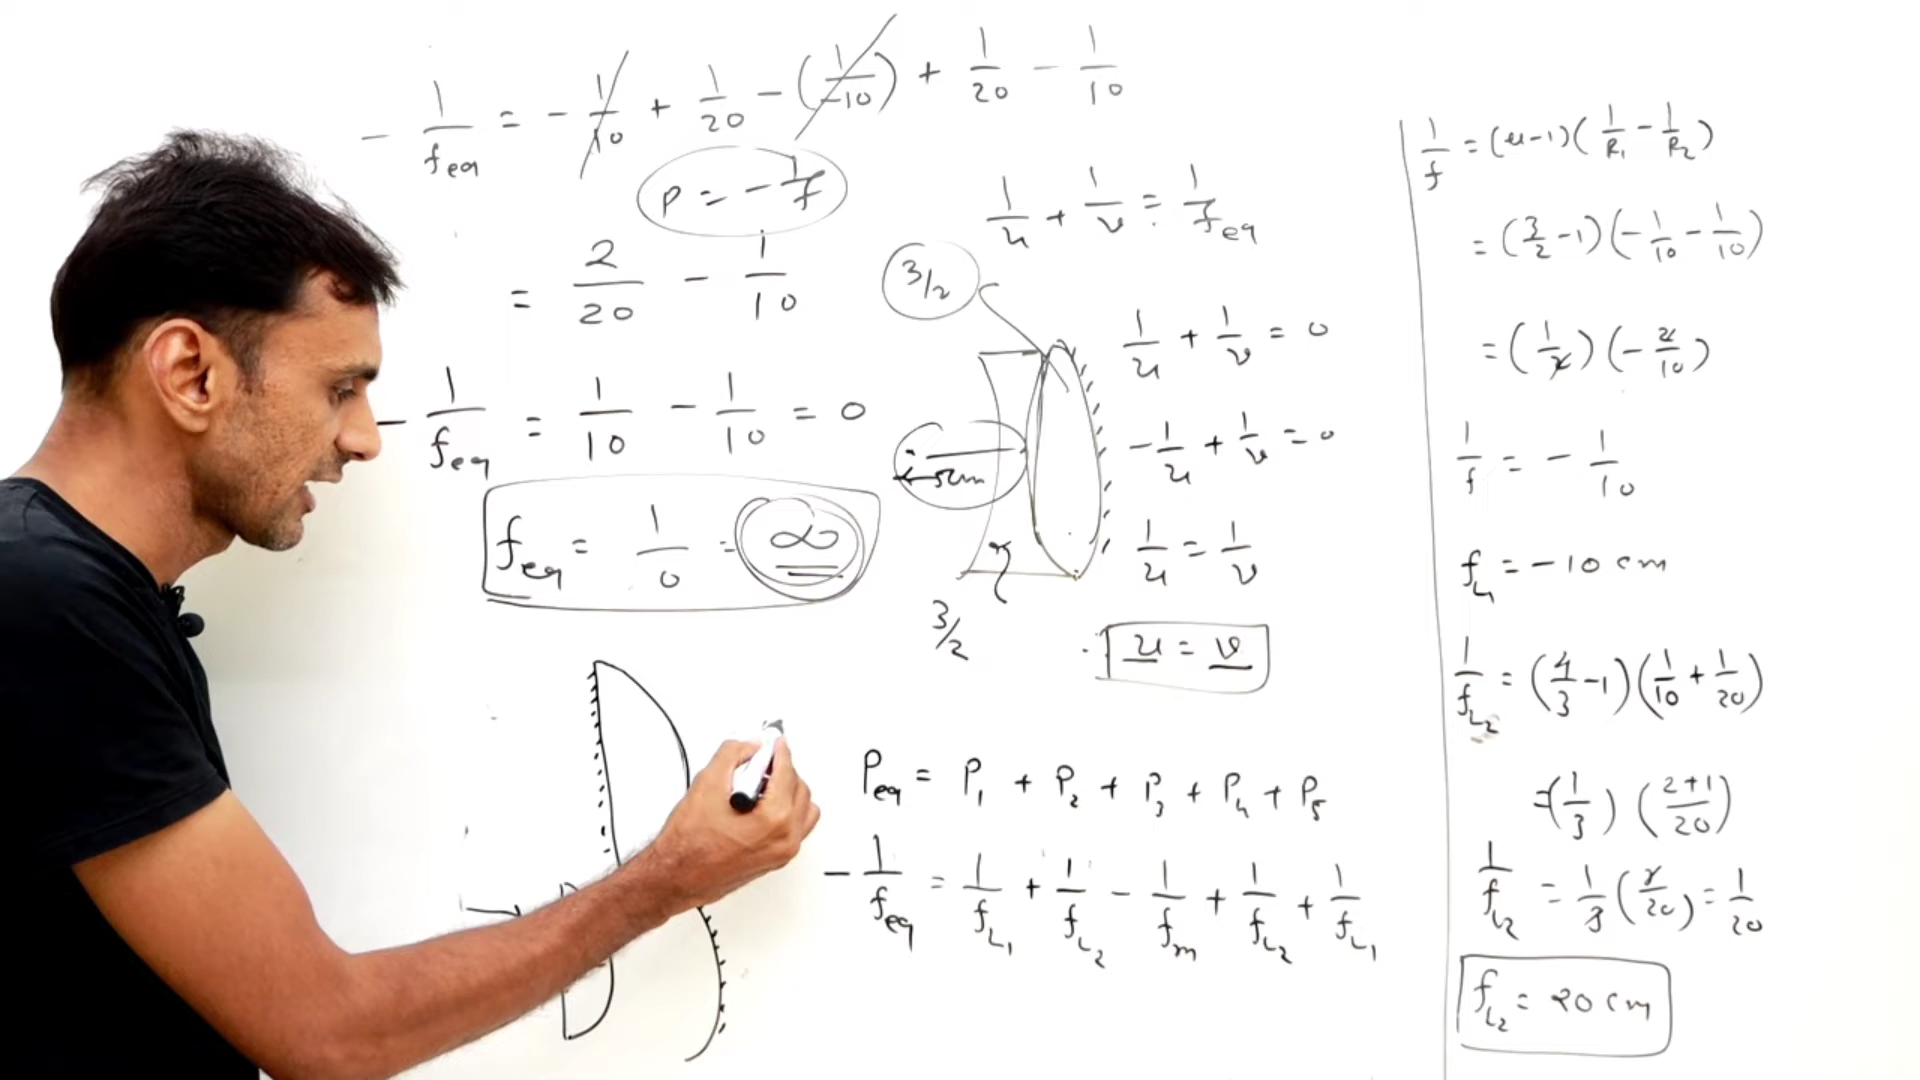 - 1/f_eq = - 1/10 + 1/20 - (1/-10) + 1/20 - 1/10
P = - 1/f
= 2/20 - 1/10
- 1/f_eq = 1/10 - 1/10 = 0
f_eq = 1/0 = ∞
1/u + 1/v = 1/f_eq
3/2
1/u + 1/v = 0
- 1/u + 1/v = 0
5cm
1/u = 1/v
3/2
u = v
P_eq = P_1 + P_2 + P_3 + P_4 + P_5
- 1/f_eq = 1/f_L1 + 1/f_L2 - 1/f_m + 1/f_L2 + 1/f_L1
1/f = (u-1)(1/R_1 - 1/R_2)
= (3/2 - 1)(- 1/10 - 1/10)
= (1/2)(- 2/10)
1/f = - 1/10
f_L1 = -10 cm
1/f_L2 = (4/3 - 1)(1/10 + 1/20)
= (1/3)((2+1)/20)
1/f_L2 = 1/3 (3/20) = 1/20
f_L2 = 20 cm